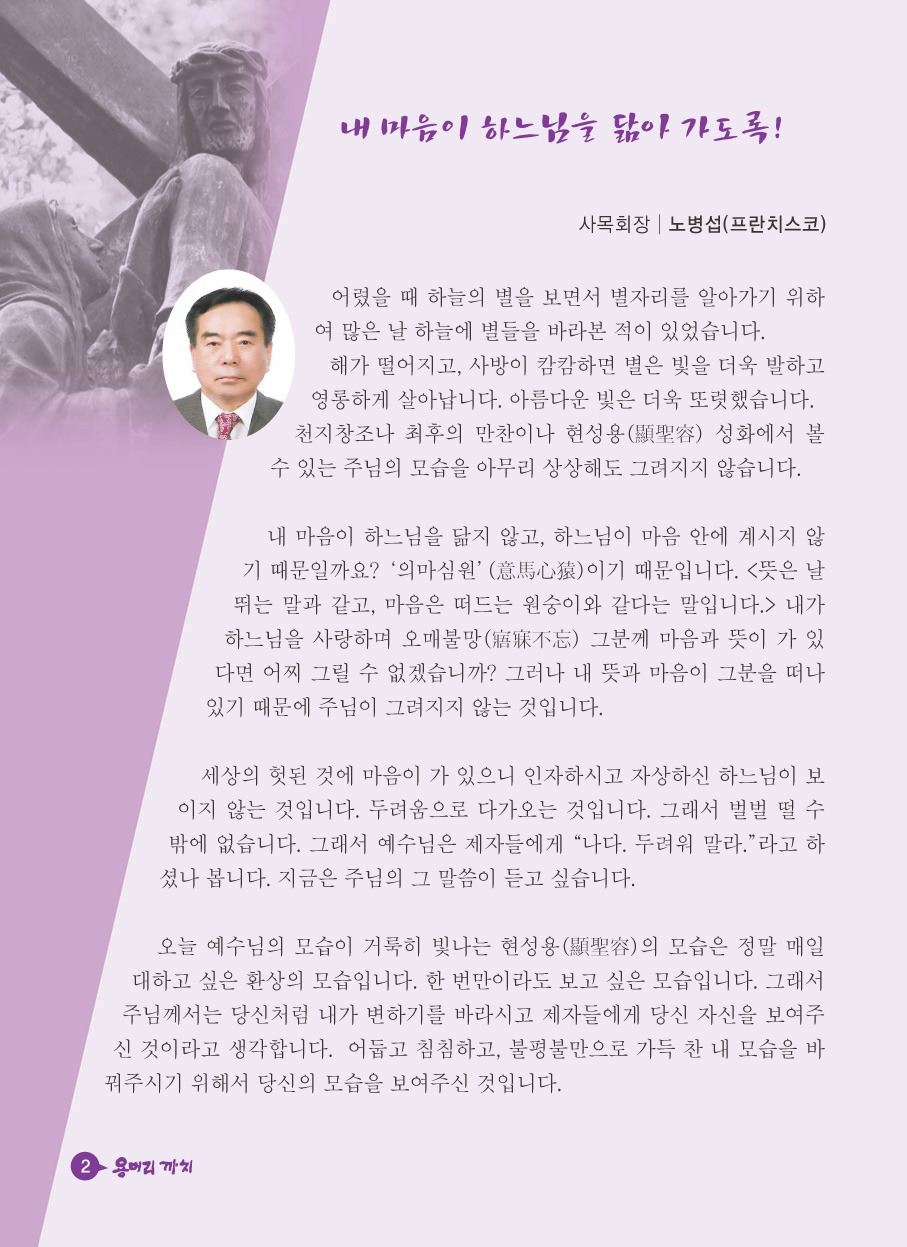 내 마음이 하느님을 닮아 가도록!
사목회장 | 노병섭(프란치스코)
어렸을 때 하늘의 별을 보면서 별자리를 알아가기 위하
여 많은 날 하늘에 별들을 바라본 적이 있었습니다.
해가 떨어지고, 사방이 캄캄하면 별은 빛을 더욱 발하고
영롱하게 살아납니다. 아름다운 빛은 더욱 또렷했습니다.
천지창조나 최후의 만찬이나 현성용(顯聖容) 성화에서 볼
수 있는 주님의 모습을 아무리 상상해도 그려지지 않습니다.
내 마음이 하느님을 닮지 않고, 하느님이 마음 안에 계시지 않
기 때문일까요? ‘의마심원’(意馬心猿)이기 때문입니다. <뜻은 날
뛰는 말과 같고, 마음은 떠드는 원숭이와 같다는 말입니다.> 내가
하느님을 사랑하며 오매불망(寤寐不忘) 그분께 마음과 뜻이 가 있
다면 어찌 그릴 수 없겠습니까? 그러나 내 뜻과 마음이 그분을 떠나
있기 때문에 주님이 그려지지 않는 것입니다.
세상의 헛된 것에 마음이 가 있으니 인자하시고 자상하신 하느님이 보
이지 않는 것입니다. 두려움으로 다가오는 것입니다. 그래서 벌벌 떨 수
밖에 없습니다. 그래서 예수님은 제자들에게 “나다. 두려워 말라.”라고 하
셨나 봅니다. 지금은 주님의 그 말씀이 듣고 싶습니다.
오늘 예수님의 모습이 거룩히 빛나는 현성용(顯聖容)의 모습은 정말 매일
대하고 싶은 환상의 모습입니다. 한 번만이라도 보고 싶은 모습입니다. 그래서
주님께서는 당신처럼 내가 변하기를 바라시고 제자들에게 당신 자신을 보여주
신 것이라고 생각합니다. 어둡고 침침하고, 불평불만으로 가득 찬 내 모습을 바
꿔주시기 위해서 당신의 모습을 보여주신 것입니다.
2 용머리 까치